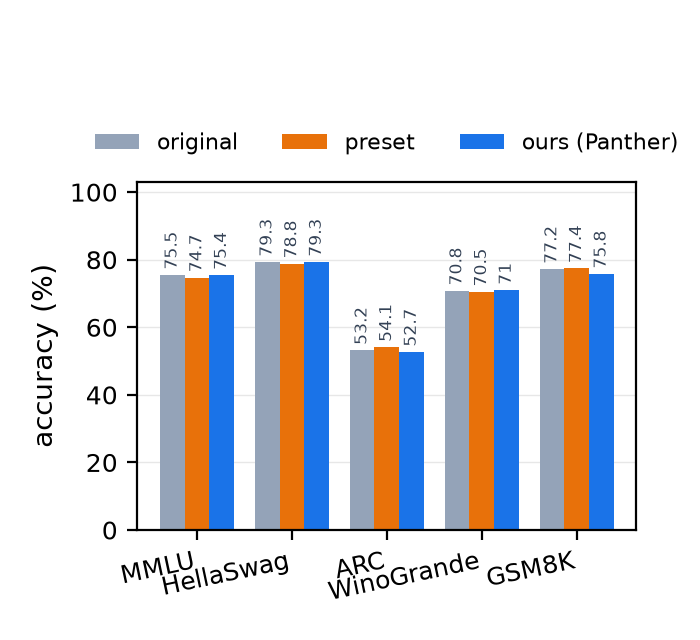 original preset ours (Panther)
accuracy (%)
100
80
60
40
20
0
75.5 74.7 75.4
79.3 78.8 79.3
53.2 54.1 52.7
70.8 70.5 71
77.2 77.4 75.8
MMLU HellaSwag ARC WinoGrande GSM8K